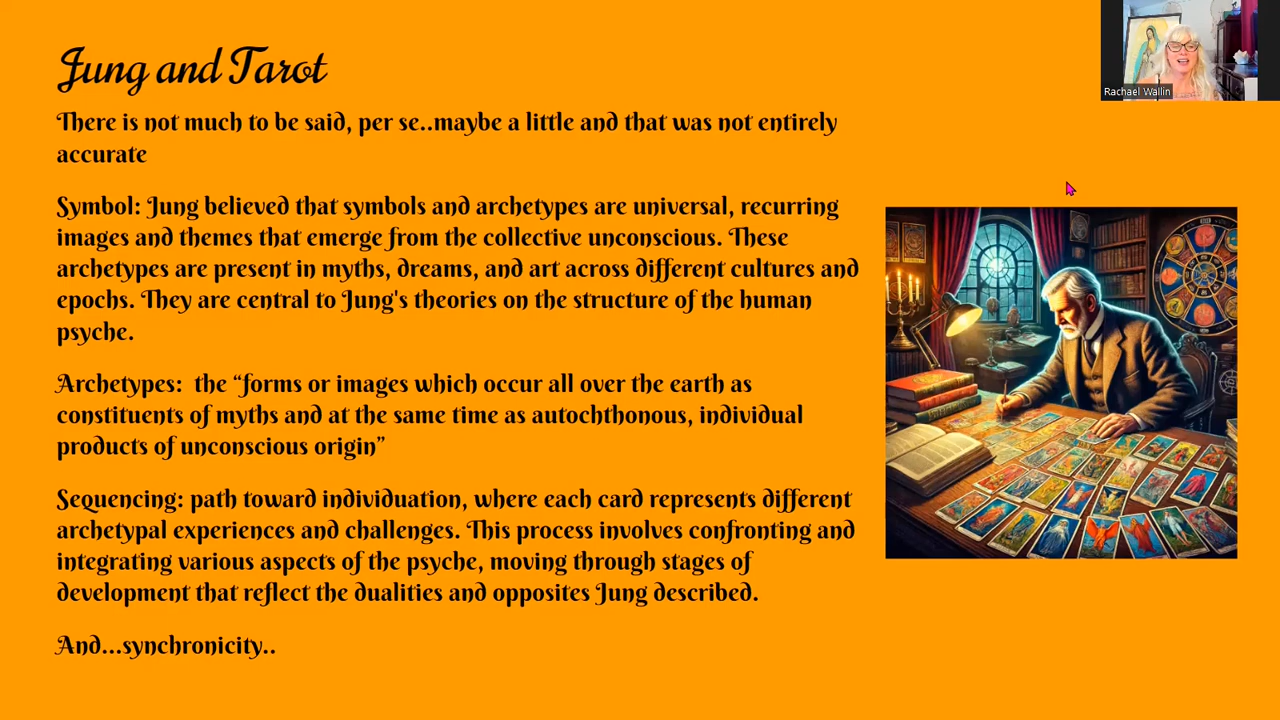 Jung and Tarot
Rachael Wallin
There is not much to be said, per se..maybe a little and that was not entirely
accurate
Symbol: Jung believed that symbols and archetypes are universal, recurring
images and themes that emerge from the collective unconscious. These
archetypes are present in myths, dreams, and art across different cultures and
epochs. They are central to Jung's theories on the structure of the human
psyche.
Archetypes:  the “forms or images which occur all over the earth as
constituents of myths and at the same time as autochthonous, individual
products of unconscious origin”
Sequencing: path toward individuation, where each card represents different
archetypal experiences and challenges. This process involves confronting and
integrating various aspects of the psyche, moving through stages of
development that reflect the dualities and opposites Jung described.
And...synchronicity..